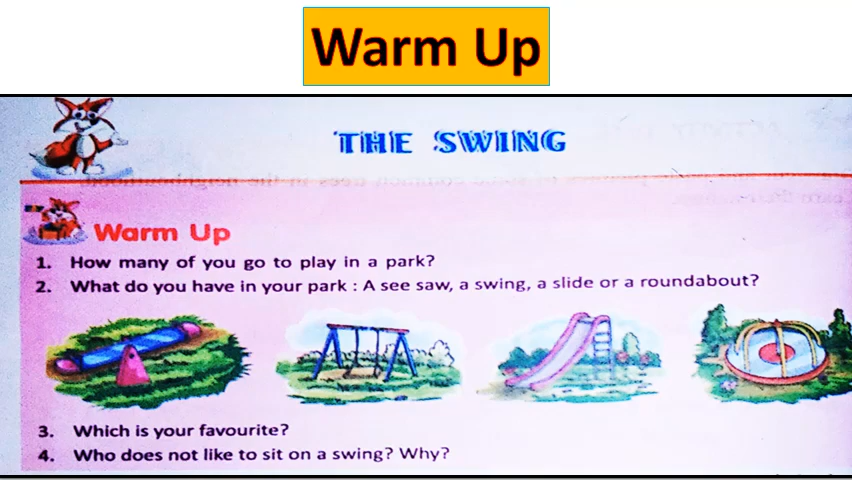 Warm Up
THE SWING
Warm Up
1. How many of you go to play in a park?
2. What do you have in your park : A see saw, a swing, a slide or a roundabout?
3. Which is your favourite?
4. Who does not like to sit on a swing? Why?